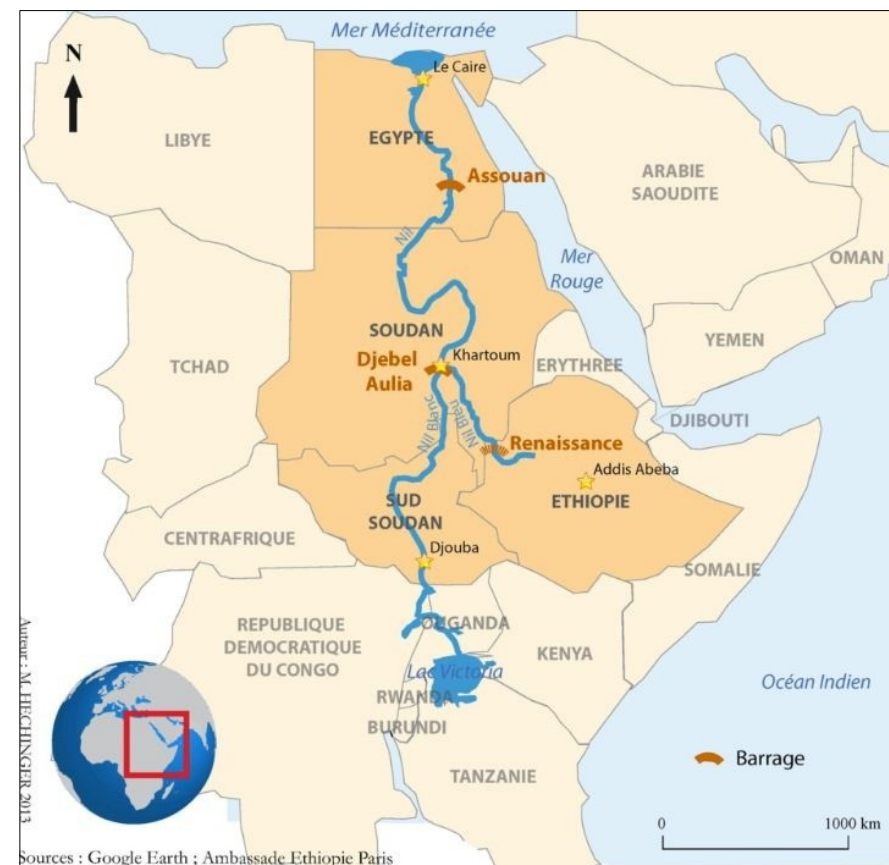 Mer Méditerranée
N
Le Caire
LIBYE
EGYPTE
Assouan
ARABIE
SAOUDITE
Nil
Mer
Rouge
OMAN
SOUDAN
Khartoum
YEMEN
TCHAD
Djebel
Aulia
ERYTHREE
Nil Blanc
Nil Bleu
DJIBOUTI
Renaissance
Addis Abeba
SUD
SOUDAN
ETHIOPIE
CENTRAFRIQUE
Djouba
SOMALIE
REPUBLIQUE
DEMOCRATIQUE
DU CONGO
OUGANDA
KENYA
Lac Victoria
Océan Indien
RWANDA
BURUNDI
TANZANIE
Barrage
0 1000 km
Auteur : M. HECHINGER 2013
Sources : Google Earth ; Ambassade Ethiopie Paris